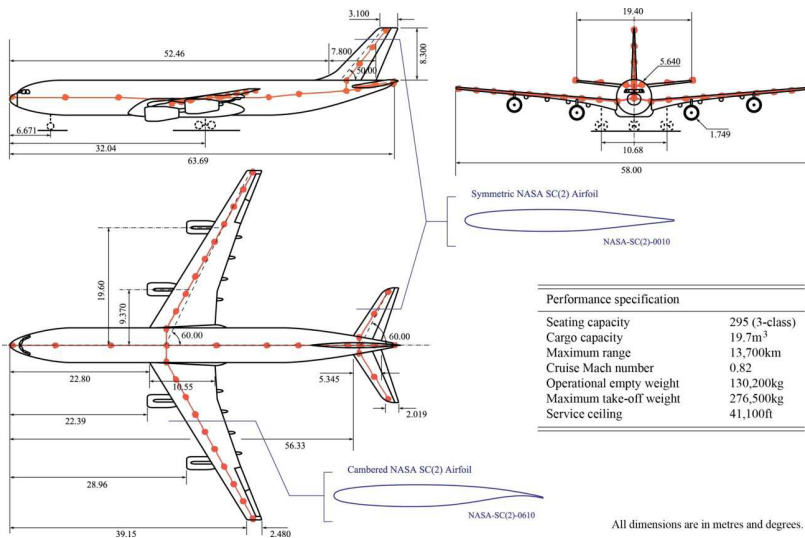 3.100
19.40
52.46
7.800
8.300
50.00
5.640
6.671
32.04
63.69
1.749
10.68
58.00
Symmetric NASA SC(2) Airfoil
NASA-SC(2)-0010
19.60
9.370
60.00
60.00
Performance specification
Seating capacity 295 (3-class)
Cargo capacity 19.7m³
Maximum range 13,700km
Cruise Mach number 0.82
Operational empty weight 130,200kg
Maximum take-off weight 276,500kg
Service ceiling 41,100ft
22.80
10.55
5.345
22.39
2.019
56.33
Cambered NASA SC(2) Airfoil
28.96
NASA-SC(2)-0610
39.15
2.480
All dimensions are in metres and degrees.